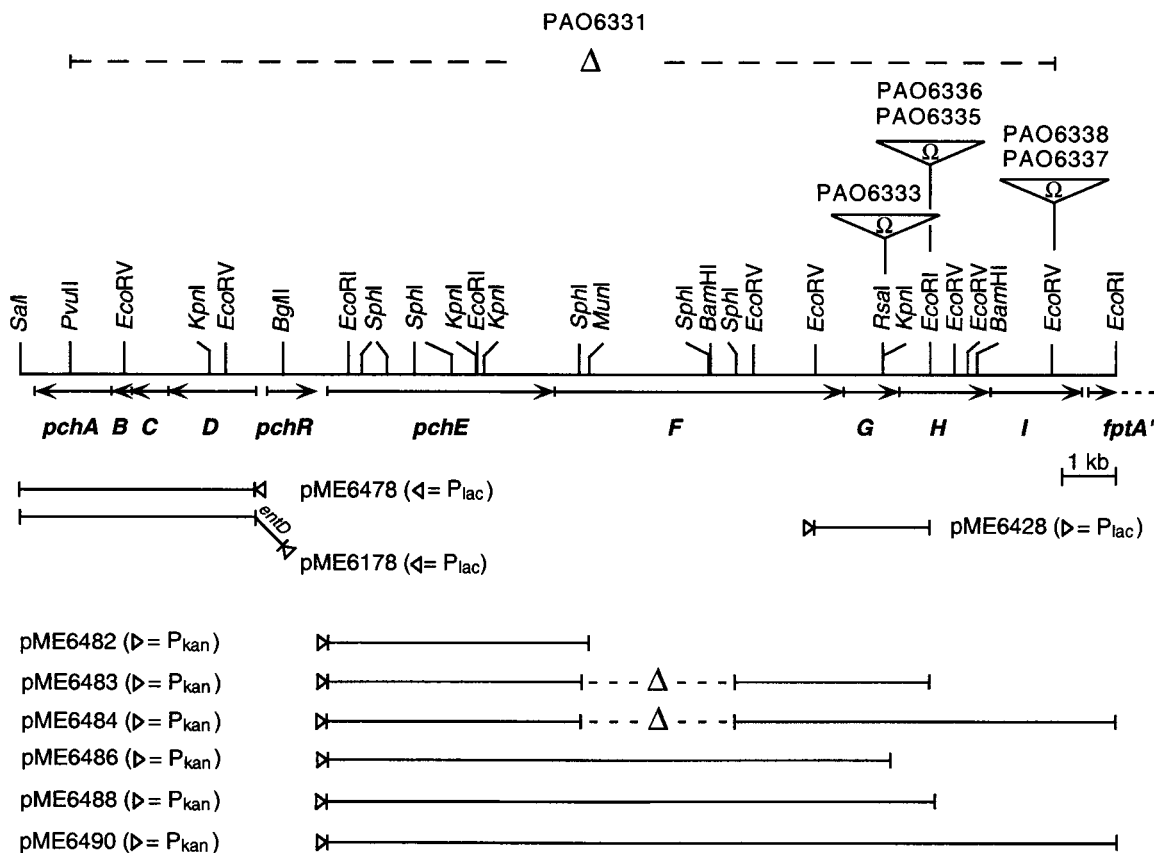 PAO6331
Δ
PAO6336
PAO6335
PAO6338
PAO6337
PAO6333
Ω
Ω
Ω
SalI PvuII EcoRV KpnI EcoRV BglII EcoRI SphI SphI KpnI EcoRI KpnI SphI MunI SphI BamHI SphI EcoRV EcoRV RsaI KpnI EcoRI EcoRV EcoRV BamHI EcoRV EcoRI
pchA B C D pchR pchE F G H I fptA'
1 kb
pME6478 (◁= Plac)
entD
pME6428 (▷= Plac)
pME6178 (◁= Plac)
pME6482 (▷= Pkan)
pME6483 (▷= Pkan) Δ
pME6484 (▷= Pkan) Δ
pME6486 (▷= Pkan)
pME6488 (▷= Pkan)
pME6490 (▷= Pkan)